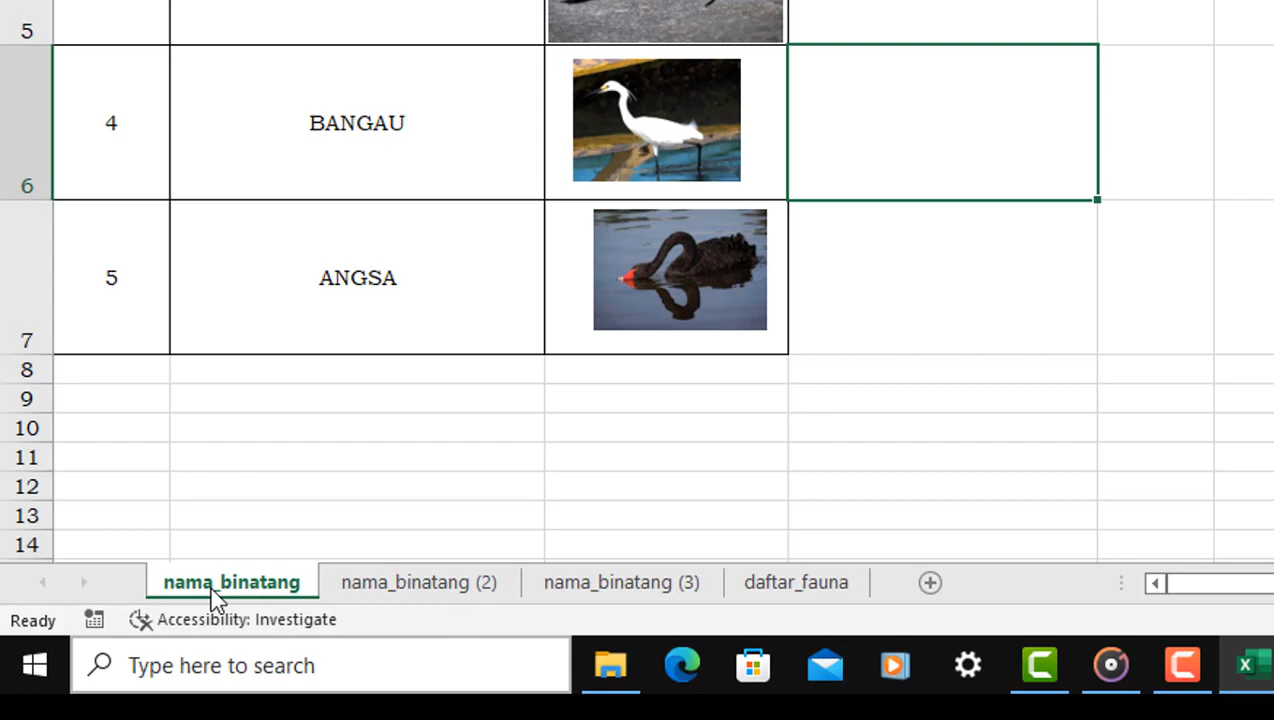 5
4 BANGAU
6
5 ANGSA
7
8
9
10
11
12
13
14
nama_binatang nama_binatang (2) nama_binatang (3) daftar_fauna
Ready Accessibility: Investigate
Type here to search